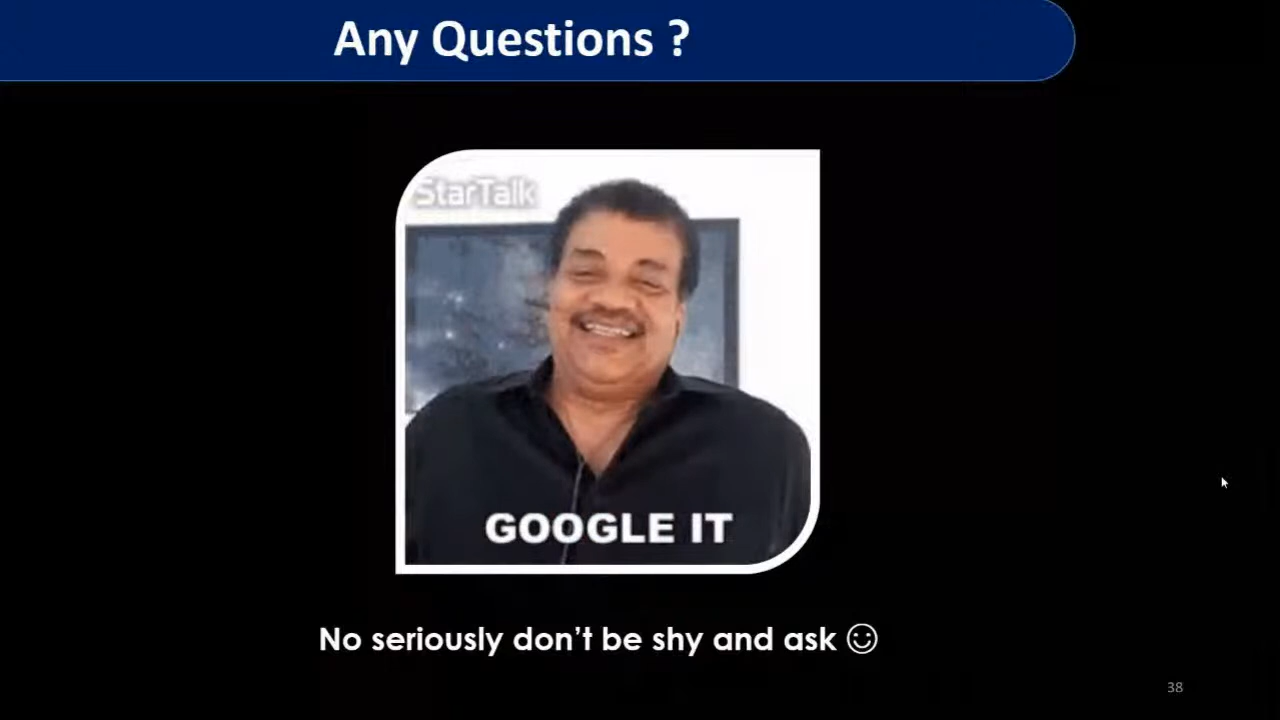 Any Questions ?
StarTalk
GOOGLE IT
No seriously don't be shy and ask ☺
38